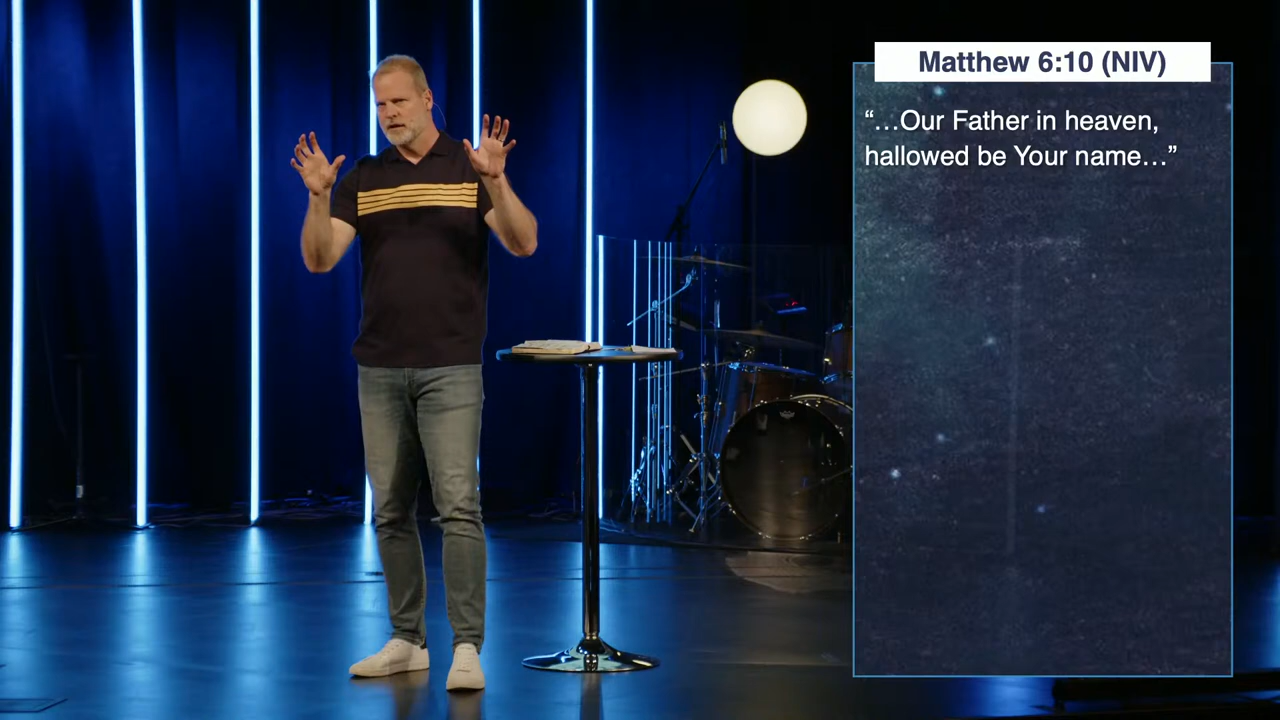 Matthew 6:10 (NIV)
“…Our Father in heaven,
hallowed be Your name…”